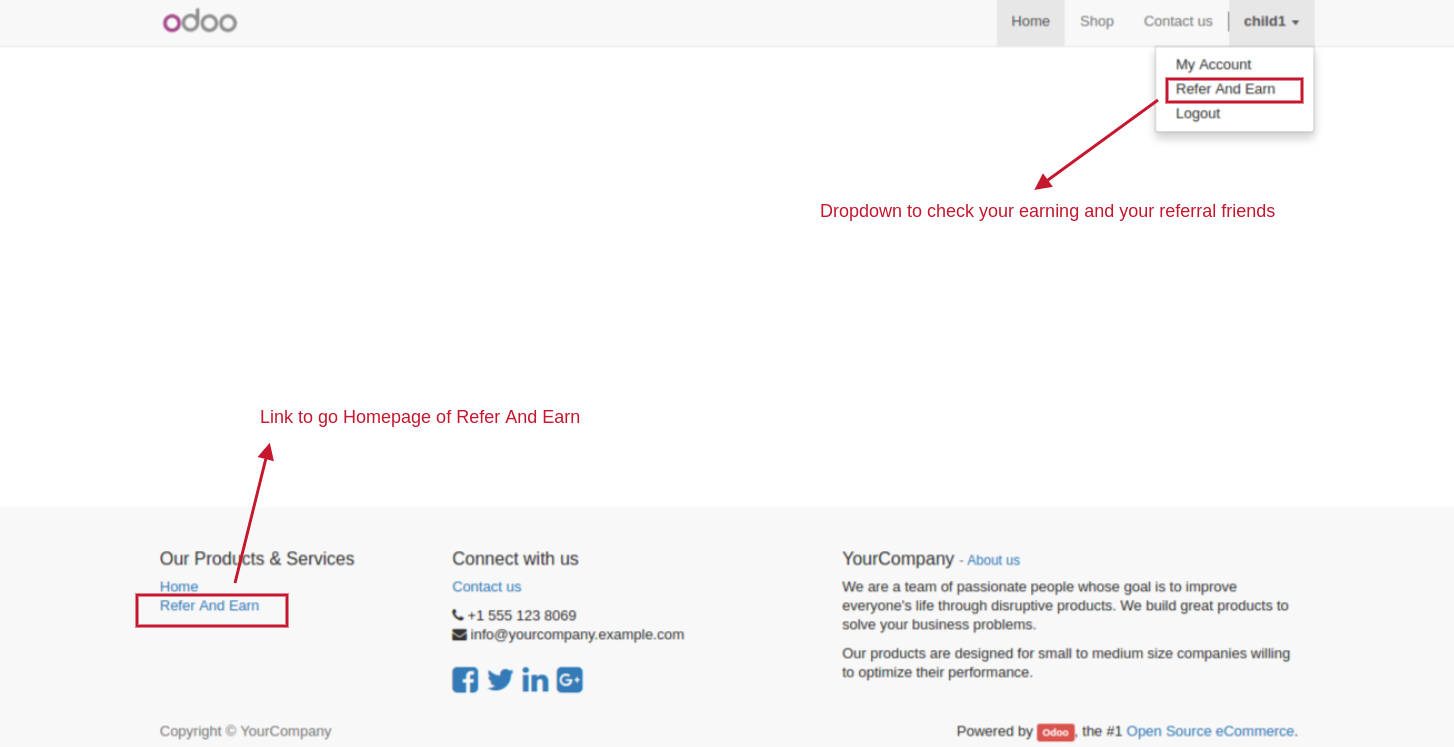 odoo
Home Shop Contact us child1
My Account
Refer And Earn
Logout
Dropdown to check your earning and your referral friends
Link to go Homepage of Refer And Earn
Our Products & Services
Home
Refer And Earn
Connect with us
Contact us
+1 555 123 8069
info@yourcompany.example.com
YourCompany - About us
We are a team of passionate people whose goal is to improve
everyone's life through disruptive products. We build great products to
solve your business problems.
Our products are designed for small to medium size companies willing
to optimize their performance.
Copyright © YourCompany
Powered by Odoo, the #1 Open Source eCommerce.